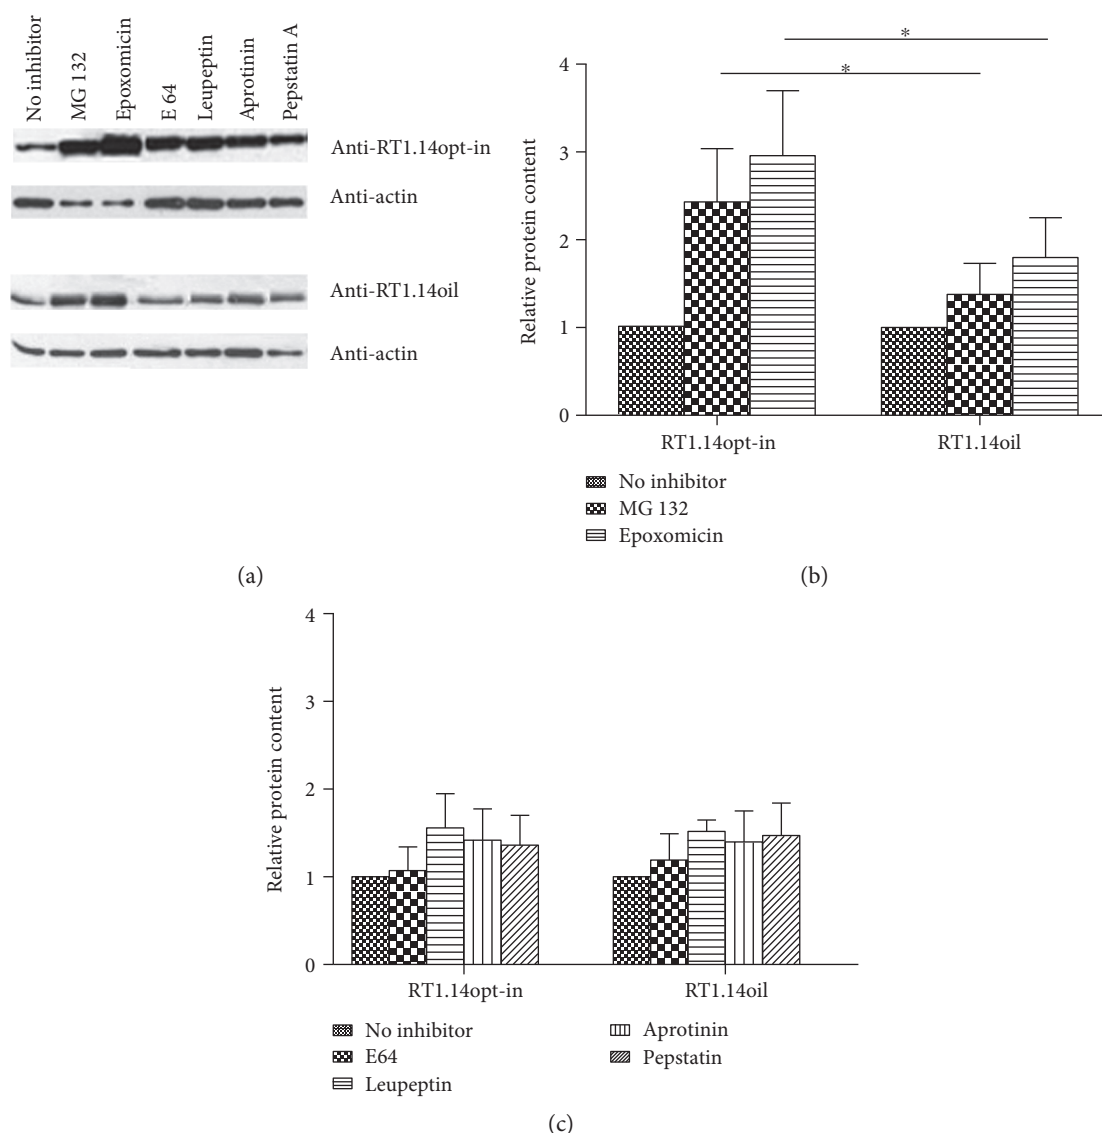 No inhibitor
MG 132
Epoxomicin
E 64
Leupeptin
Aprotinin
Pepstatin A
Anti-RT1.14opt-in
Anti-actin
Anti-RT1.14oil
Anti-actin
(a)
*
*
Relative protein content
4
3
2
1
0
RT1.14opt-in RT1.14oil
No inhibitor
MG 132
Epoxomicin
(b)
Relative protein content
4
3
2
1
0
RT1.14opt-in RT1.14oil
No inhibitor
E64
Leupeptin
Aprotinin
Pepstatin
(c)